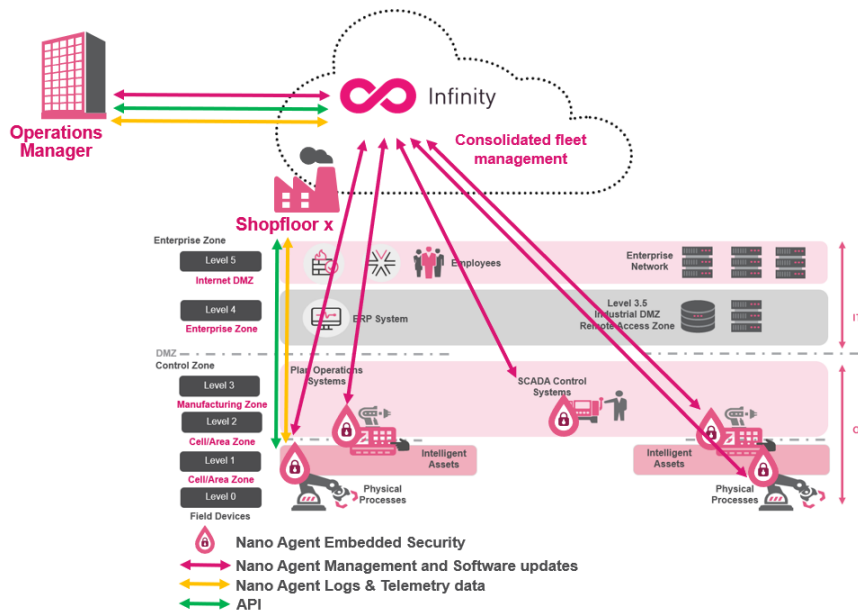 Infinity
Operations
Manager
Consolidated fleet
management
Shopfloor x
Enterprise Zone
Level 5
Internet DMZ
Employees
Enterprise
Network
Level 4
Enterprise Zone
ERP System
Level 3.5
Industrial DMZ
Remote Access Zone
DMZ
Control Zone
Level 3
Manufacturing Zone
Plan Operations
Systems
SCADA Control
Systems
Level 2
Cell/Area Zone
Level 1
Cell/Area Zone
Intelligent
Assets
Intelligent
Assets
Level 0
Field Devices
Physical
Processes
Physical
Processes
Nano Agent Embedded Security
Nano Agent Management and Software updates
Nano Agent Logs & Telemetry data
API